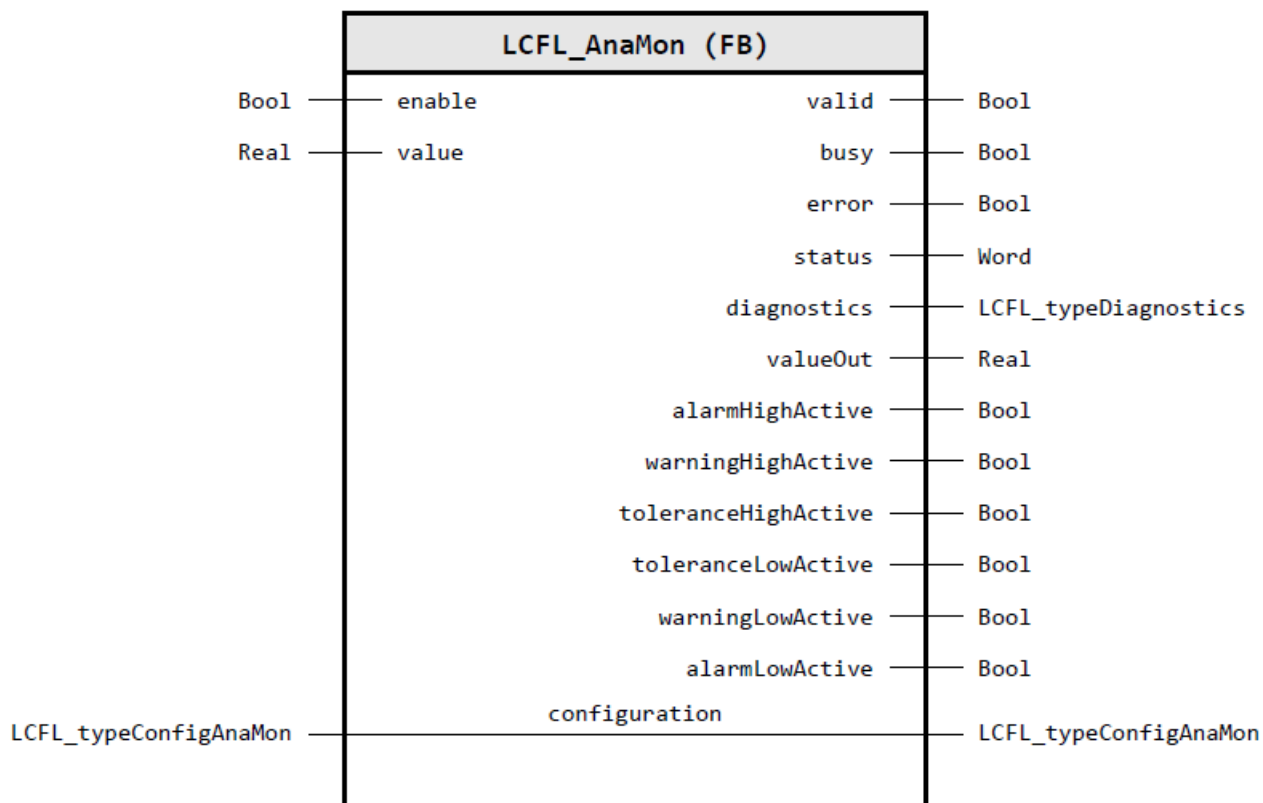 LCFL_AnaMon (FB)
Bool enable valid Bool
Real value busy Bool
error Bool
status Word
diagnostics LCFL_typeDiagnostics
valueOut Real
alarmHighActive Bool
warningHighActive Bool
toleranceHighActive Bool
toleranceLowActive Bool
warningLowActive Bool
alarmLowActive Bool
LCFL_typeConfigAnaMon configuration LCFL_typeConfigAnaMon